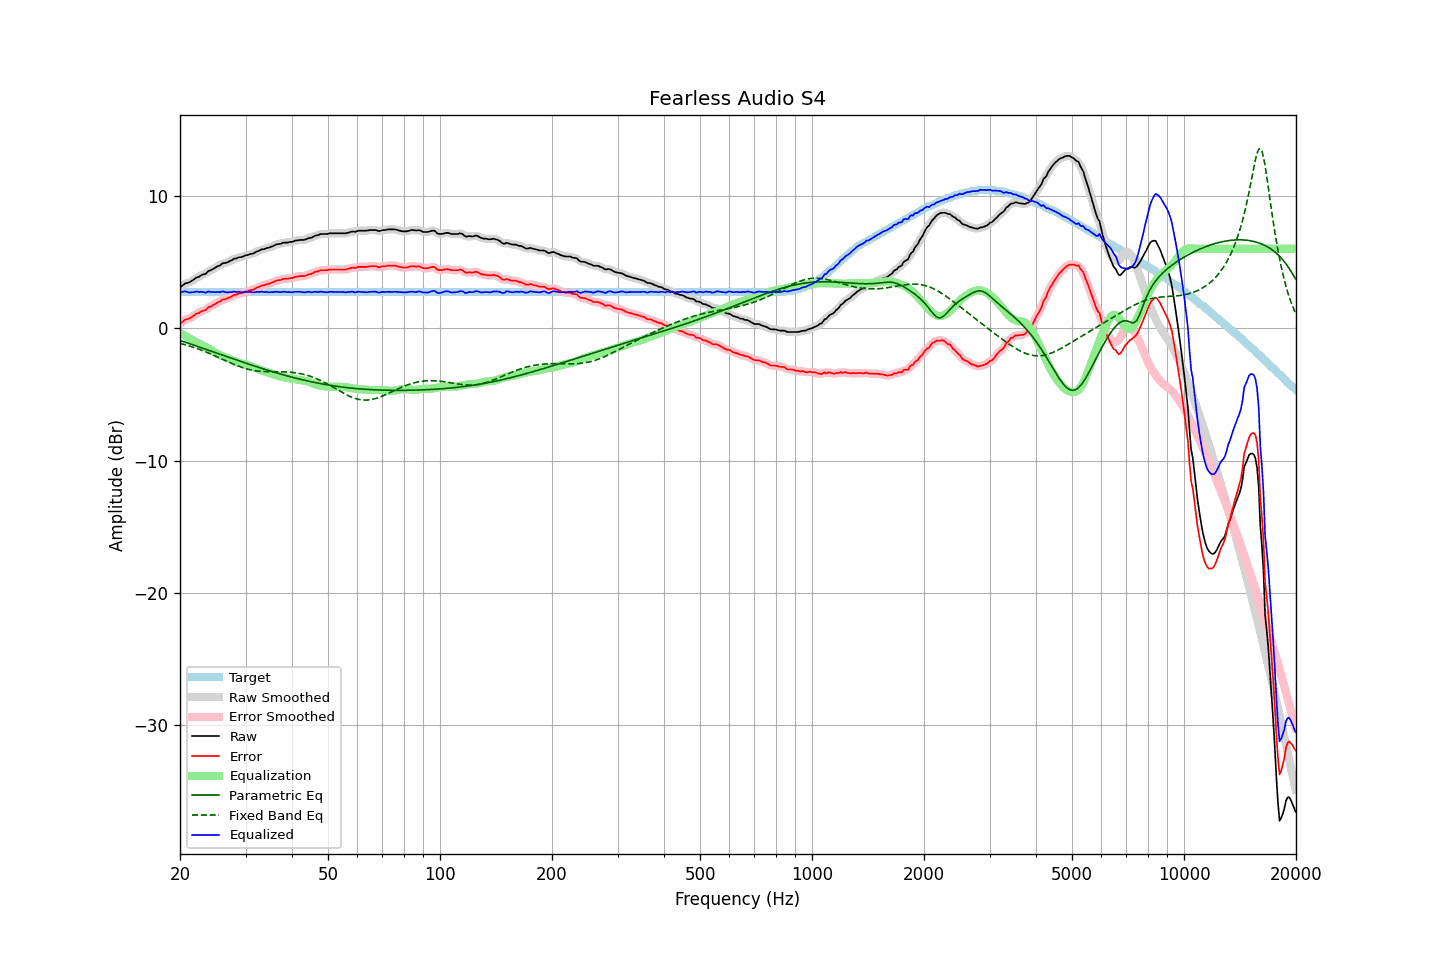 Fearless Audio S4
Amplitude (dBr)
10
0
−10
−20
−30
Target
Raw Smoothed
Error Smoothed
Raw
Error
Equalization
Parametric Eq
Fixed Band Eq
Equalized
20 50 100 200 500 1000 2000 5000 10000 20000
Frequency (Hz)